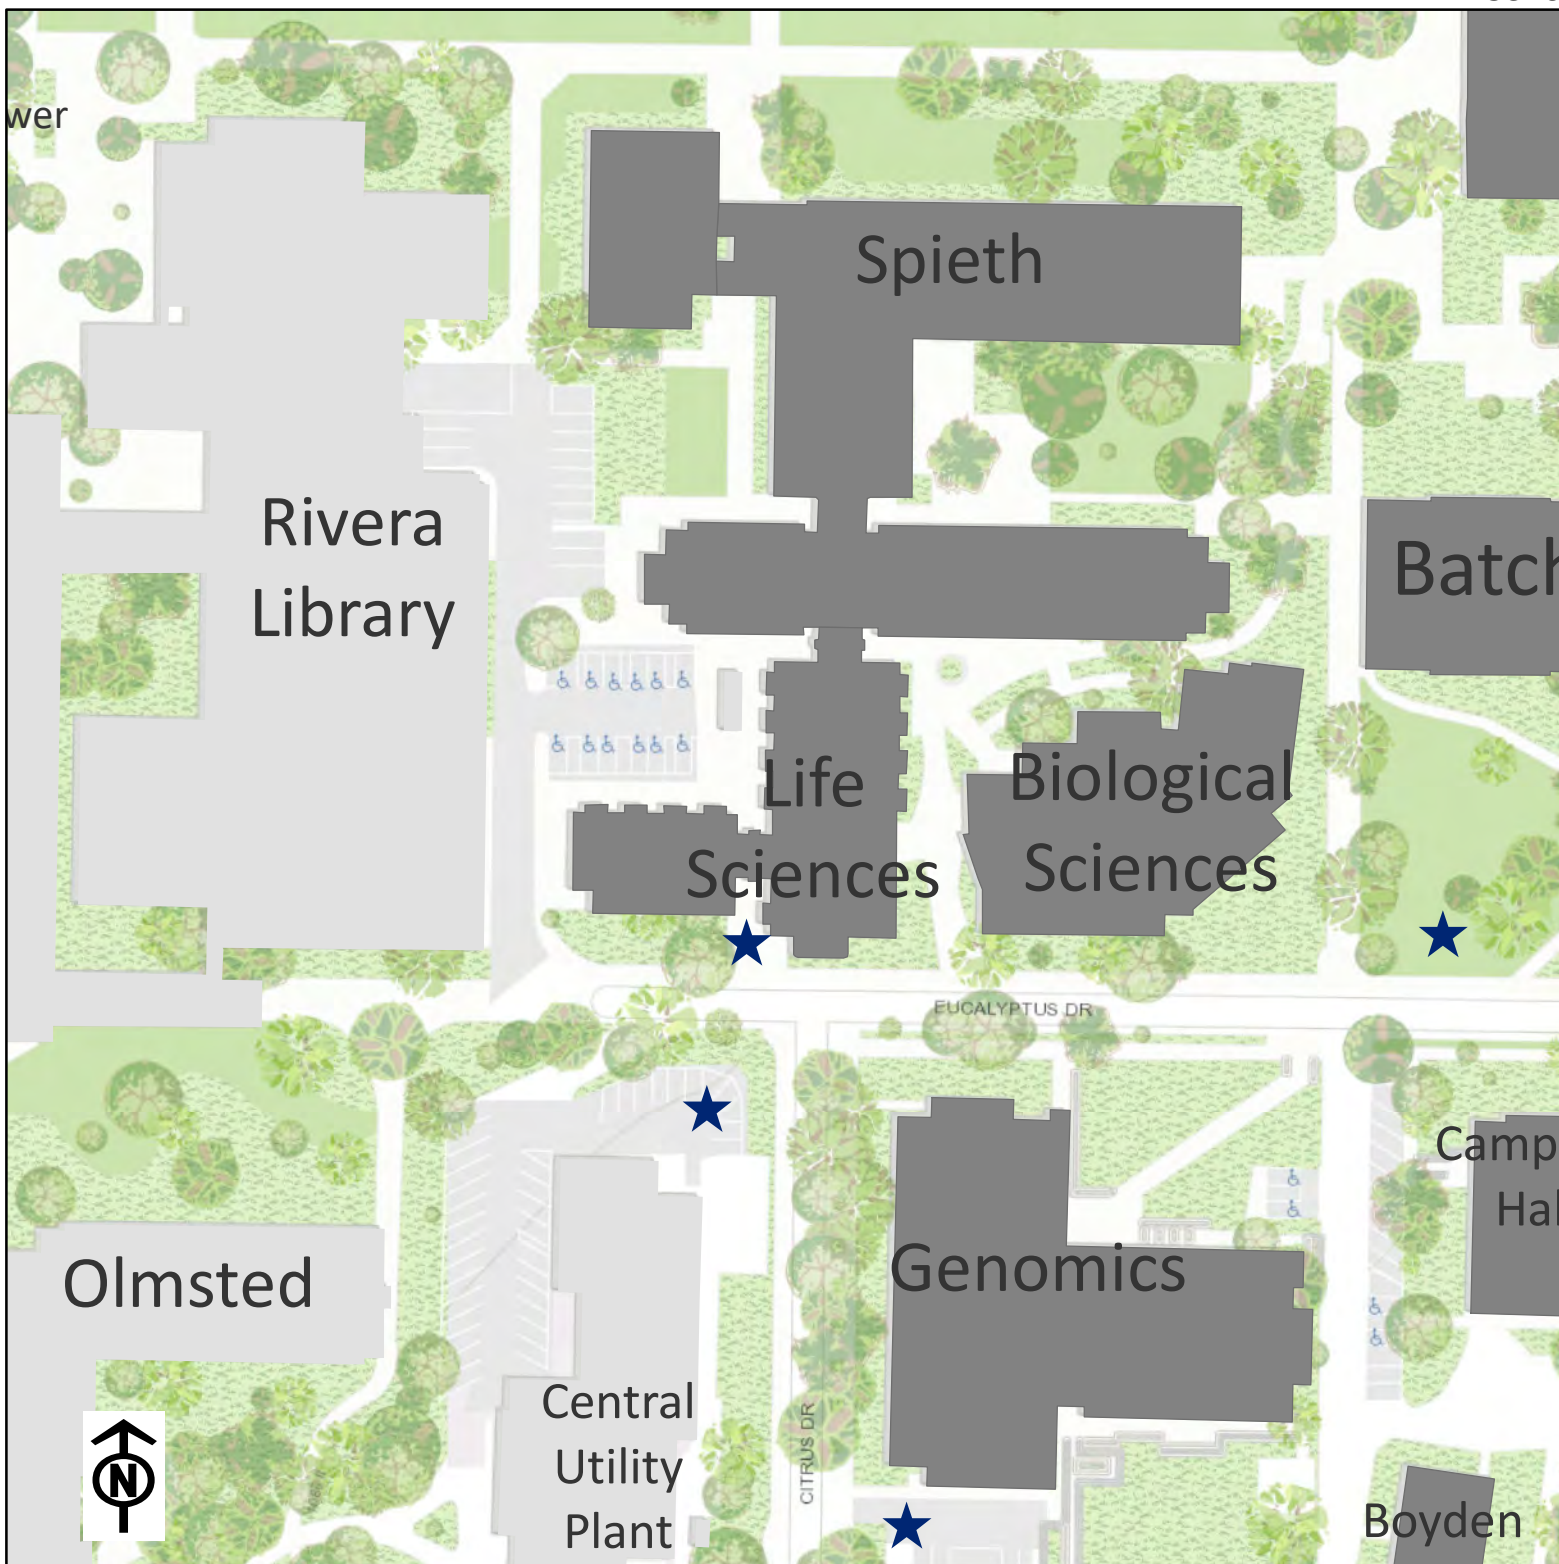 wer
Spieth
Rivera
Library
Batch
Life
Sciences
Biological
Sciences
EUCALYPTUS DR
Camp
Hal
Olmsted
Genomics
Central
Utility
Plant
CITRUS DR
Boyden
N